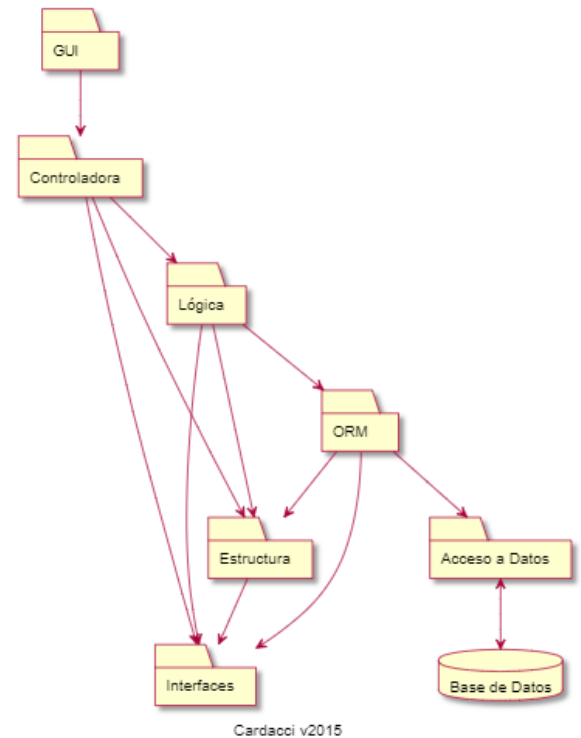 GUI
Controladora
Lógica
ORM
Estructura
Acceso a Datos
Interfaces
Base de Datos
Cardacci v2015